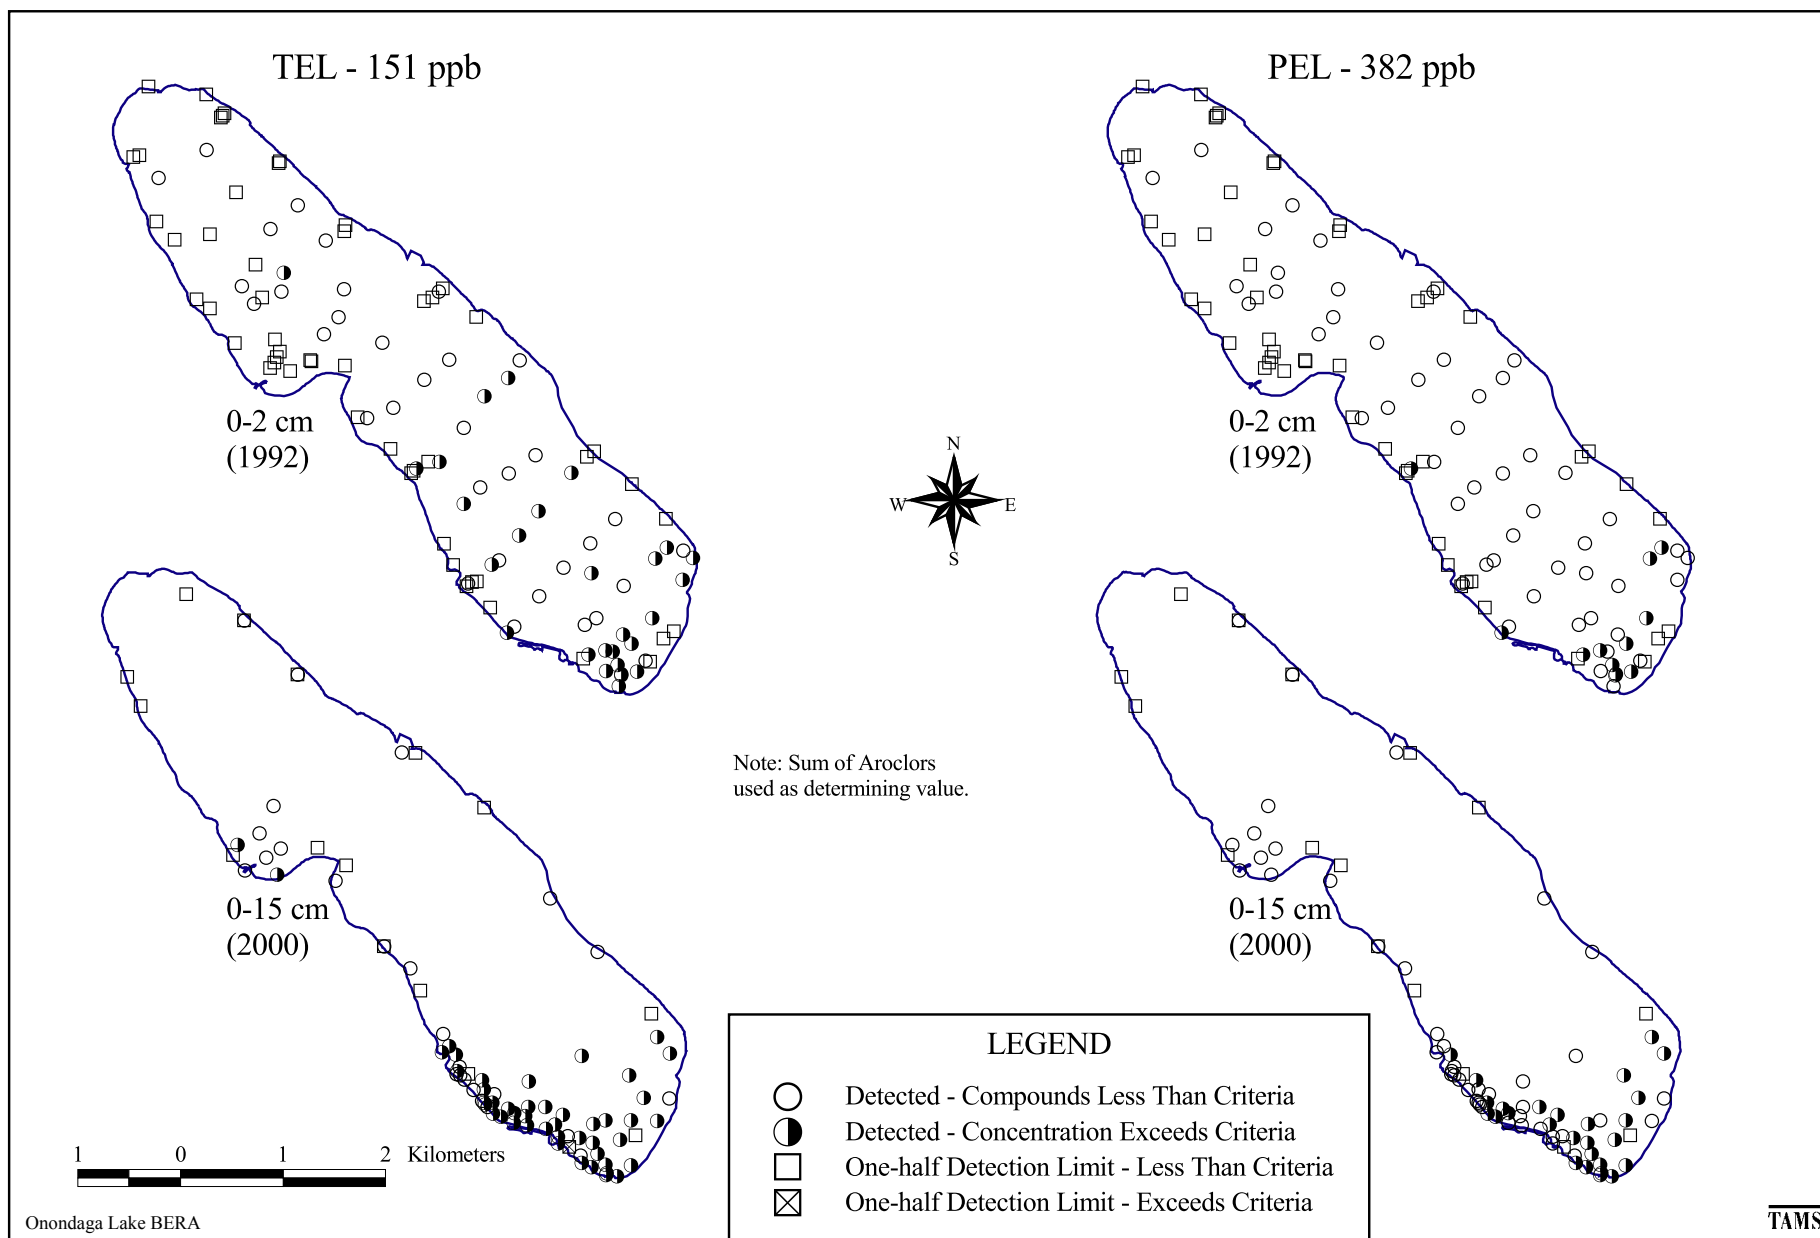 TEL - 151 ppb
PEL - 382 ppb
0-2 cm
(1992)
0-2 cm
(1992)
N
W
E
S
Note: Sum of Aroclors
used as determining value.
0-15 cm
(2000)
0-15 cm
(2000)
LEGEND
Detected - Compounds Less Than Criteria
Detected - Concentration Exceeds Criteria
One-half Detection Limit - Less Than Criteria
One-half Detection Limit - Exceeds Criteria
1 0 1 2 Kilometers
Onondaga Lake BERA
TAMS